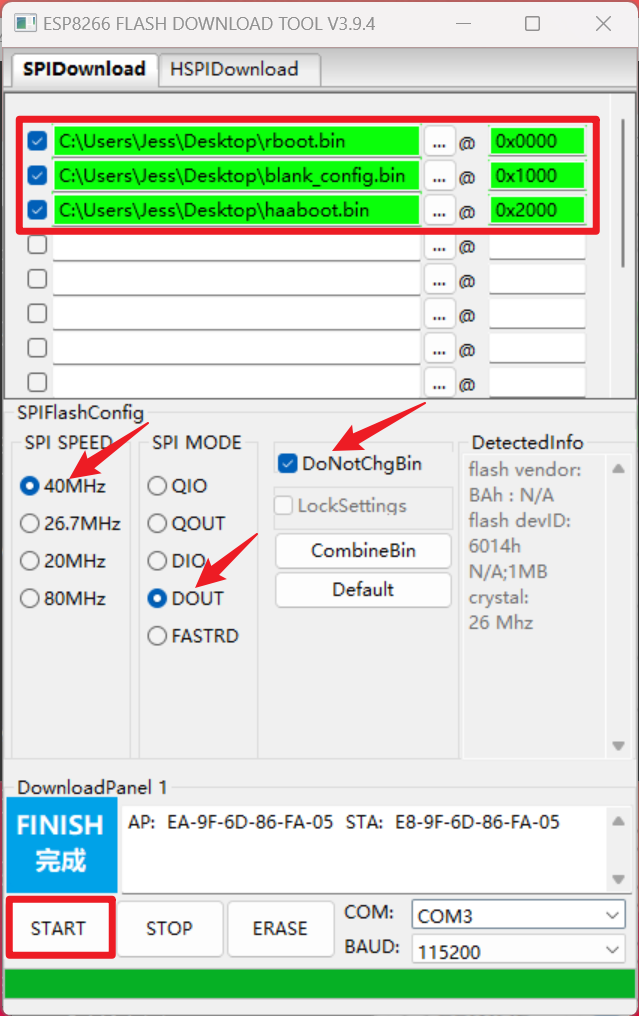 ESP8266 FLASH DOWNLOAD TOOL V3.9.4
SPIDownload HSPIDownload
C:\Users\Jess\Desktop\rboot.bin ... @ 0x0000
C:\Users\Jess\Desktop\blank_config.bin ... @ 0x1000
C:\Users\Jess\Desktop\haaboot.bin ... @ 0x2000
... @
... @
... @
... @
... @
SPIFlashConfig
SPI SPEED
40MHz
26.7MHz
20MHz
80MHz
SPI MODE
QIO
QOUT
DIO
DOUT
FASTRD
DoNotChgBin
LockSettings
CombineBin
Default
DetectedInfo
flash vendor:
BAh : N/A
flash devID:
6014h
N/A;1MB
crystal:
26 Mhz
DownloadPanel 1
FINISH
完成
AP: EA-9F-6D-86-FA-05 STA: E8-9F-6D-86-FA-05
START STOP ERASE
COM: COM3
BAUD: 115200